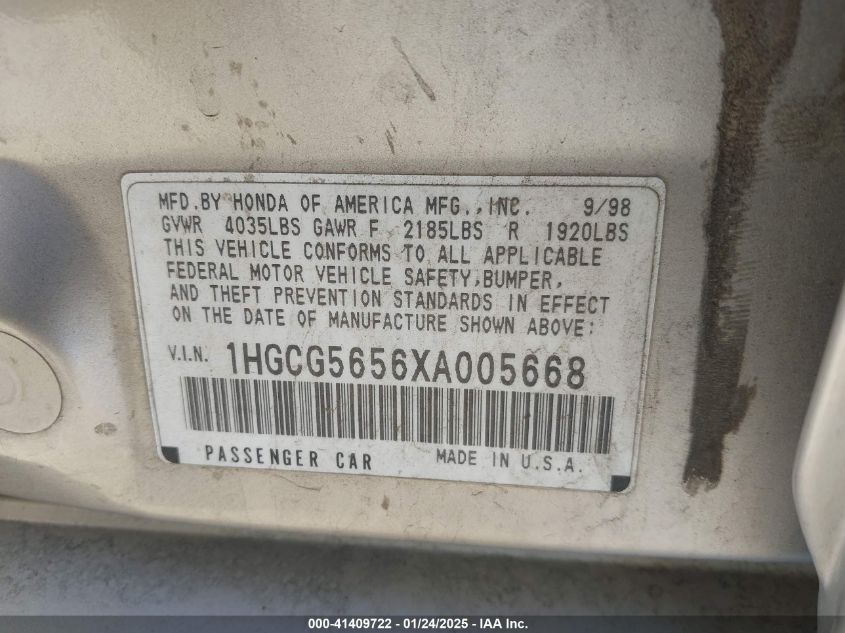 MFD.BY HONDA OF AMERICA MFG.,INC. 9/98
GVWR 4035LBS GAWR F 2185LBS R 1920LBS
THIS VEHICLE CONFORMS TO ALL APPLICABLE
FEDERAL MOTOR VEHICLE SAFETY,BUMPER,
AND THEFT PREVENTION STANDARDS IN EFFECT
ON THE DATE OF MANUFACTURE SHOWN ABOVE:
V.I.N. 1HGCG5656XA005668
PASSENGER CAR MADE IN U.S.A.
000-41409722 - 01/24/2025 - IAA Inc.